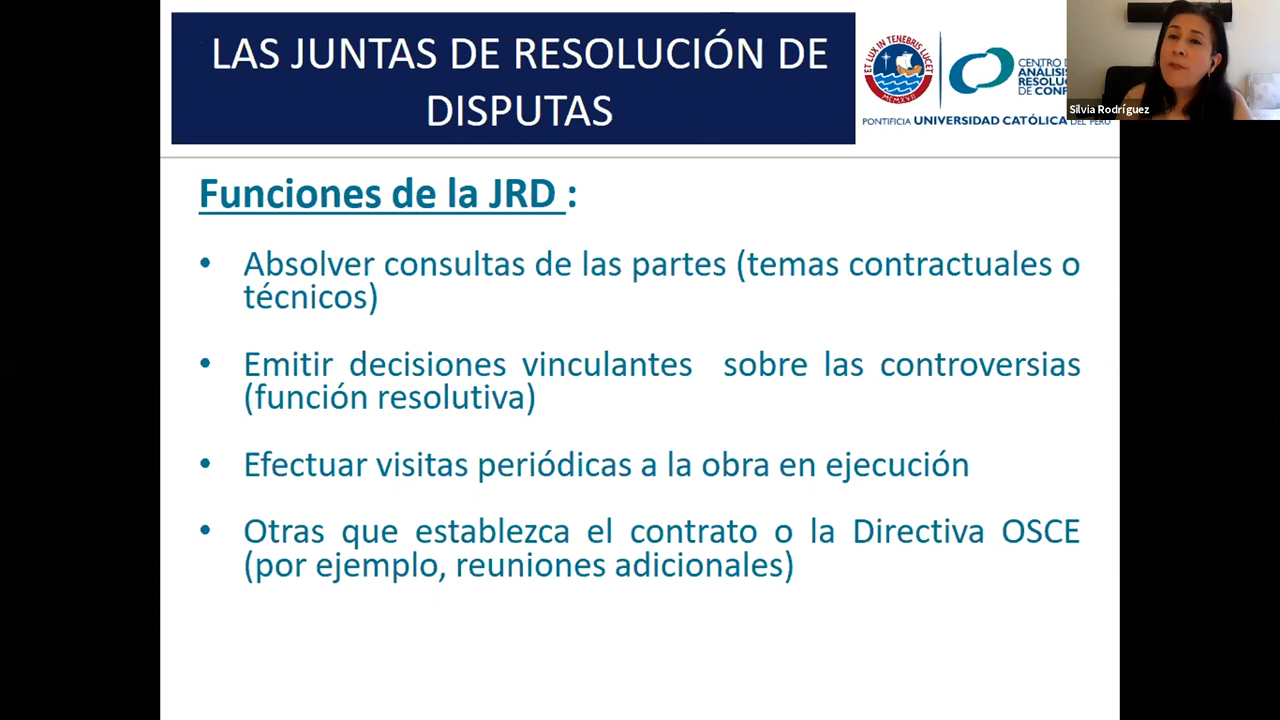 LAS JUNTAS DE RESOLUCIÓN DE
DISPUTAS
ET LUX IN TENEBRIS LUCET
MCMXVII
CENTRO D
ANÁLISIS
RESOLUC
DE CONF
PONTIFICIA UNIVERSIDAD CATÓLICA DEL PERÚ
Silvia Rodríguez
Funciones de la JRD :
• Absolver consultas de las partes (temas contractuales o
técnicos)
• Emitir decisiones vinculantes sobre las controversias
(función resolutiva)
• Efectuar visitas periódicas a la obra en ejecución
• Otras que establezca el contrato o la Directiva OSCE
(por ejemplo, reuniones adicionales)